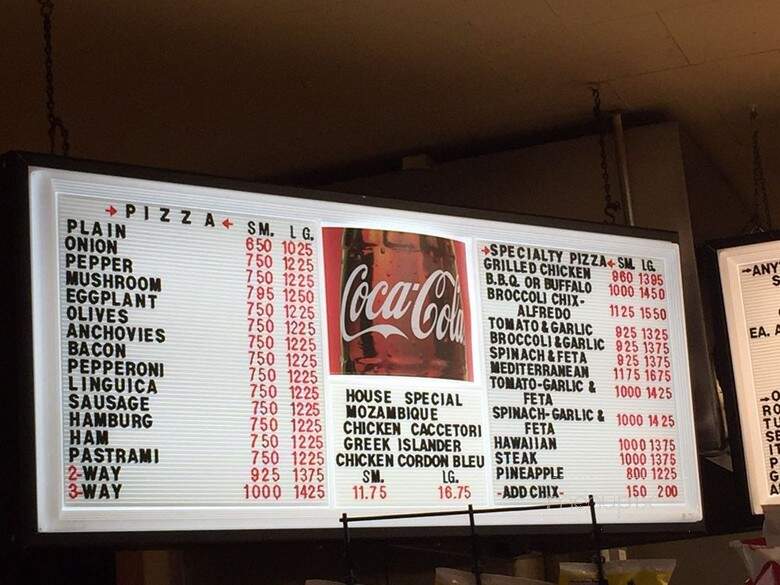 → PIZZA ← SM. LG.
PLAIN 650 1025
ONION 750 1225
PEPPER 750 1225
MUSHROOM 795 1250
EGGPLANT 750 1225
OLIVES 750 1225
ANCHOVIES 750 1225
BACON 750 1225
PEPPERONI 750 1225
LINGUICA 750 1225
SAUSAGE 750 1225
HAMBURG 750 1225
HAM 750 1225
PASTRAMI 750 1225
2-WAY 925 1375
3-WAY 1000 1425
Coca-Cola
HOUSE SPECIAL
MOZAMBIQUE
CHICKEN CACCETORI
GREEK ISLANDER
CHICKEN CORDON BLEU
SM. LG.
11.75 16.75
→SPECIALTY PIZZA← SM. LG.
GRILLED CHICKEN 960 1395
B.B.Q. OR BUFFALO 1000 1450
BROCCOLI CHIX-
ALFREDO 1125 1550
TOMATO & GARLIC 925 1325
BROCCOLI & GARLIC 925 1375
SPINACH & FETA 925 1375
MEDITERRANEAN 1175 1675
TOMATO-GARLIC &
FETA 1000 1425
SPINACH-GARLIC &
FETA 1000 1425
HAWAIIAN 1000 1375
STEAK 1000 1375
PINEAPPLE 800 1225
-ADD CHIX- 150 200
→ANY
S
EA. A